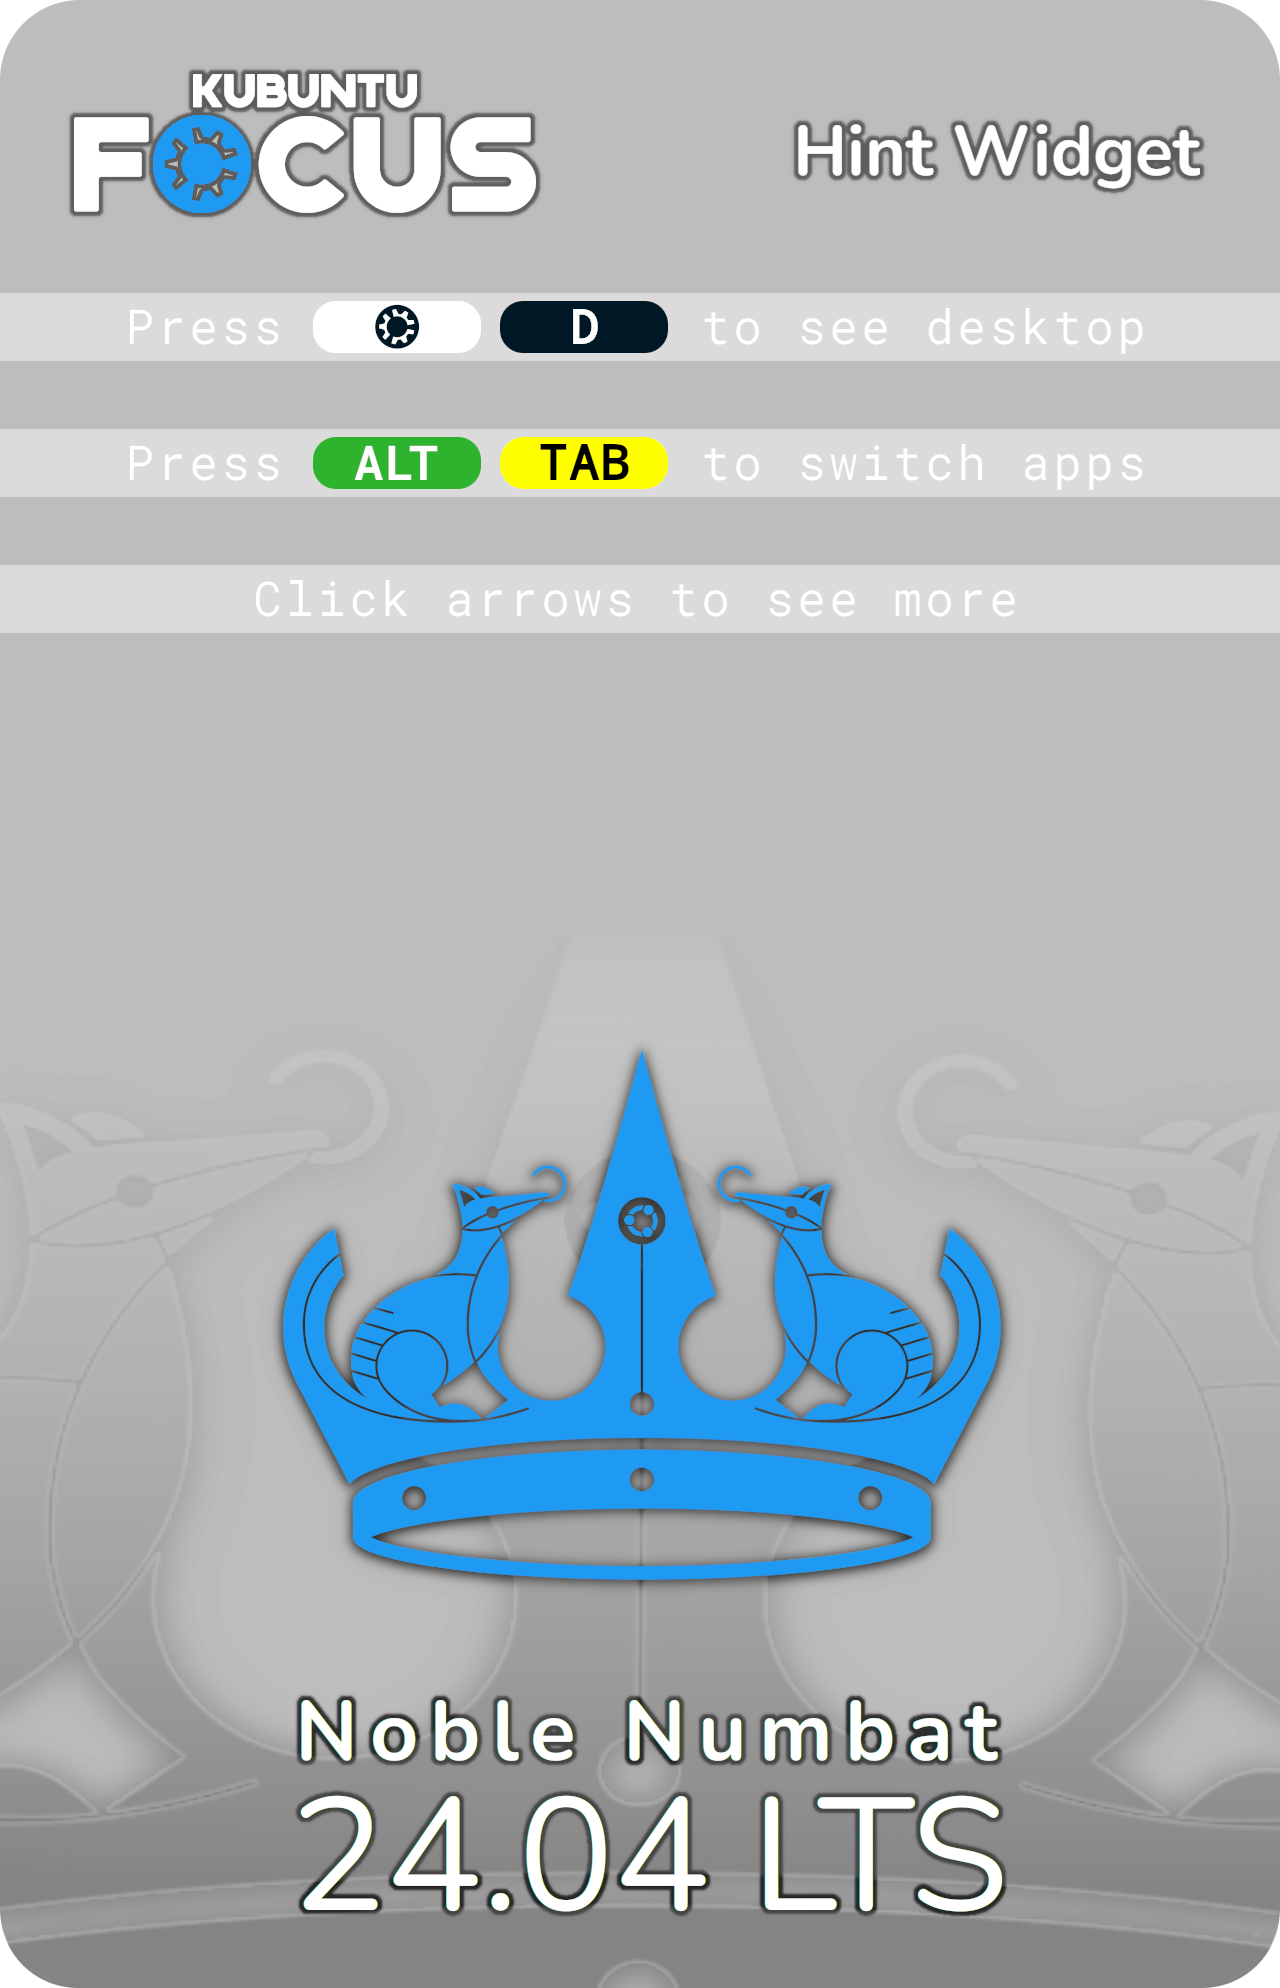 KUBUNTU
FOCUS
Hint Widget
Press D to see desktop
Press ALT TAB to switch apps
Click arrows to see more
Noble Numbat
24.04 LTS